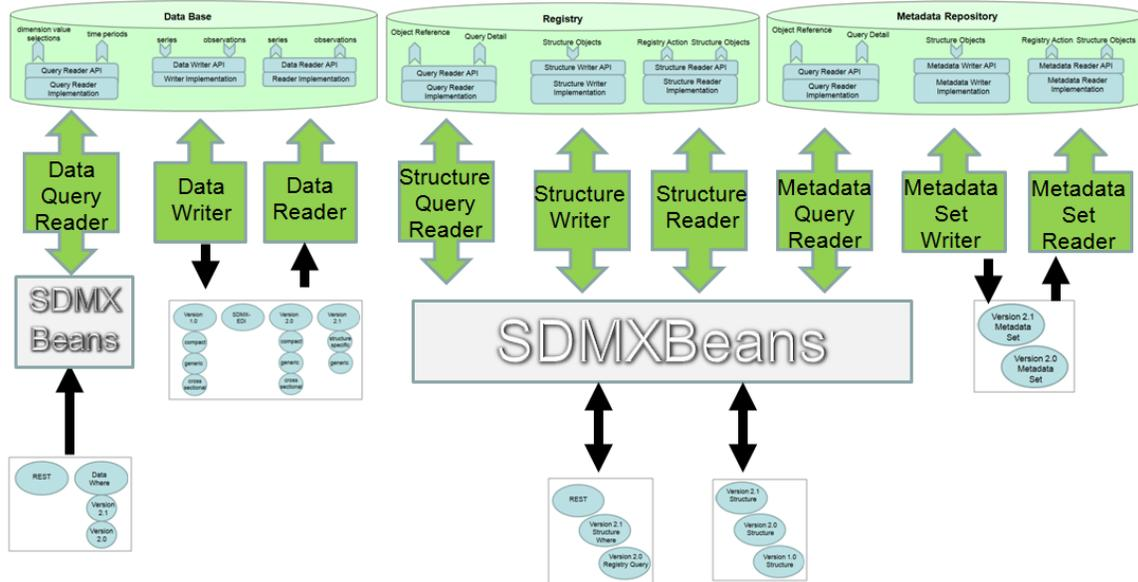 Data Base
dimension value
selections
time periods
series
observations
series
observations
Query Reader API
Query Reader
Implementation
Data Writer API
Writer Implementation
Data Reader API
Reader Implementation
Registry
Object Reference
Query Detail
Structure Objects
Registry Action
Structure Objects
Query Reader API
Query Reader
Implementation
Structure Writer API
Structure Writer
Implementation
Structure Reader API
Structure Reader
Implementation
Metadata Repository
Object Reference
Query Detail
Structure Objects
Registry Action
Structure Objects
Query Reader API
Query Reader
Implementation
Metadata Writer API
Metadata Writer
Implementation
Metadata Reader API
Metadata Reader
Implementation
Data
Query
Reader
Data
Writer
Data
Reader
Structure
Query
Reader
Structure
Writer
Structure
Reader
Metadata
Query
Reader
Metadata
Set
Writer
Metadata
Set
Reader
SDMX
Beans
Version
1.0
compact
generic
cross
sectional
SDMX-
EDI
Version
2.0
compact
generic
cross
sectional
Version
2.1
structure
specific
generic
SDMXBeans
Version 2.1
Metadata
Set
Version 2.0
Metadata
Set
REST
Data
Where
Version
2.1
Version
2.0
REST
Version 2.1
Structure
Where
Version 2.0
Registry Query
Version 2.1
Structure
Version 2.0
Structure
Version 1.0
Structure